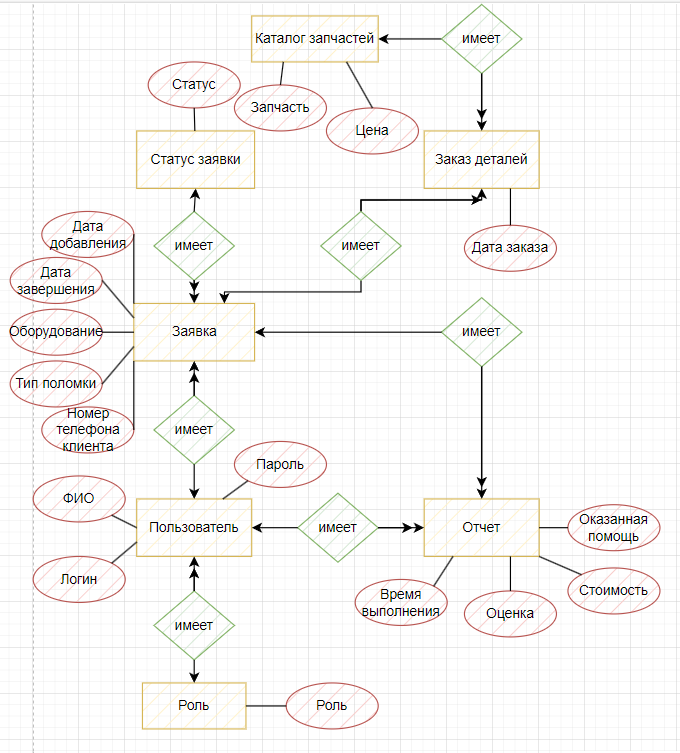 Каталог запчастей
имеет
Статус
Запчасть
Цена
Статус заявки
Заказ деталей
Дата
добавления
имеет
имеет
Дата заказа
Дата
завершения
Оборудование
Заявка
имеет
Тип поломки
Номер
телефона
клиента
имеет
Пароль
ФИО
Пользователь
имеет
Отчет
Оказанная
помощь
Логин
Время
выполнения
Оценка
Стоимость
имеет
Роль
Роль